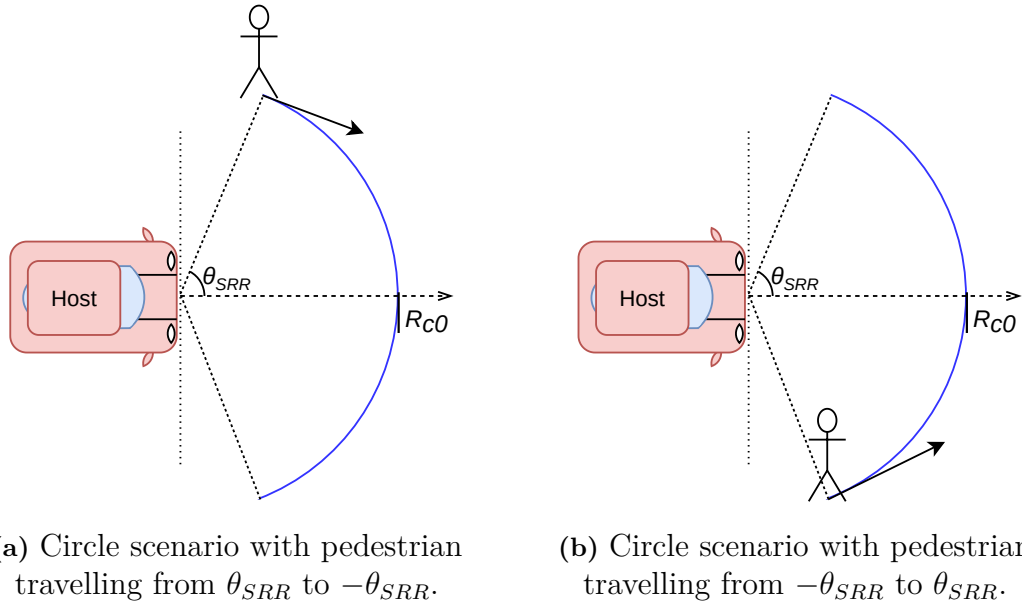 Host
θSRR
Rc0
Host
θSRR
Rc0
a) Circle scenario with pedestrian
travelling from θSRR to −θSRR.
(b) Circle scenario with pedestrian
travelling from −θSRR to θSRR.